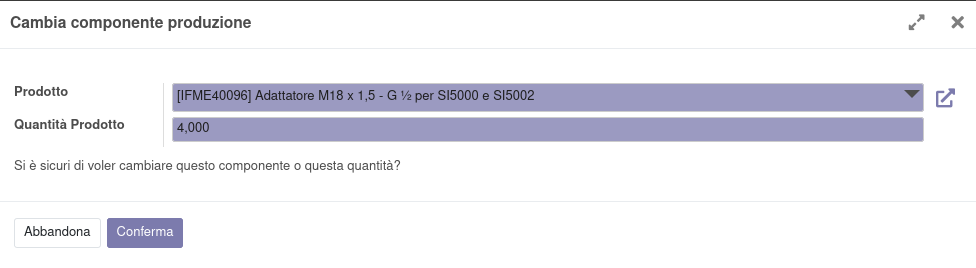 Cambia componente produzione
Prodotto
[IFME40096] Adattatore M18 x 1,5 - G ½ per SI5000 e SI5002
Quantità Prodotto
4,000
Si è sicuri di voler cambiare questo componente o questa quantità?
Abbandona Conferma